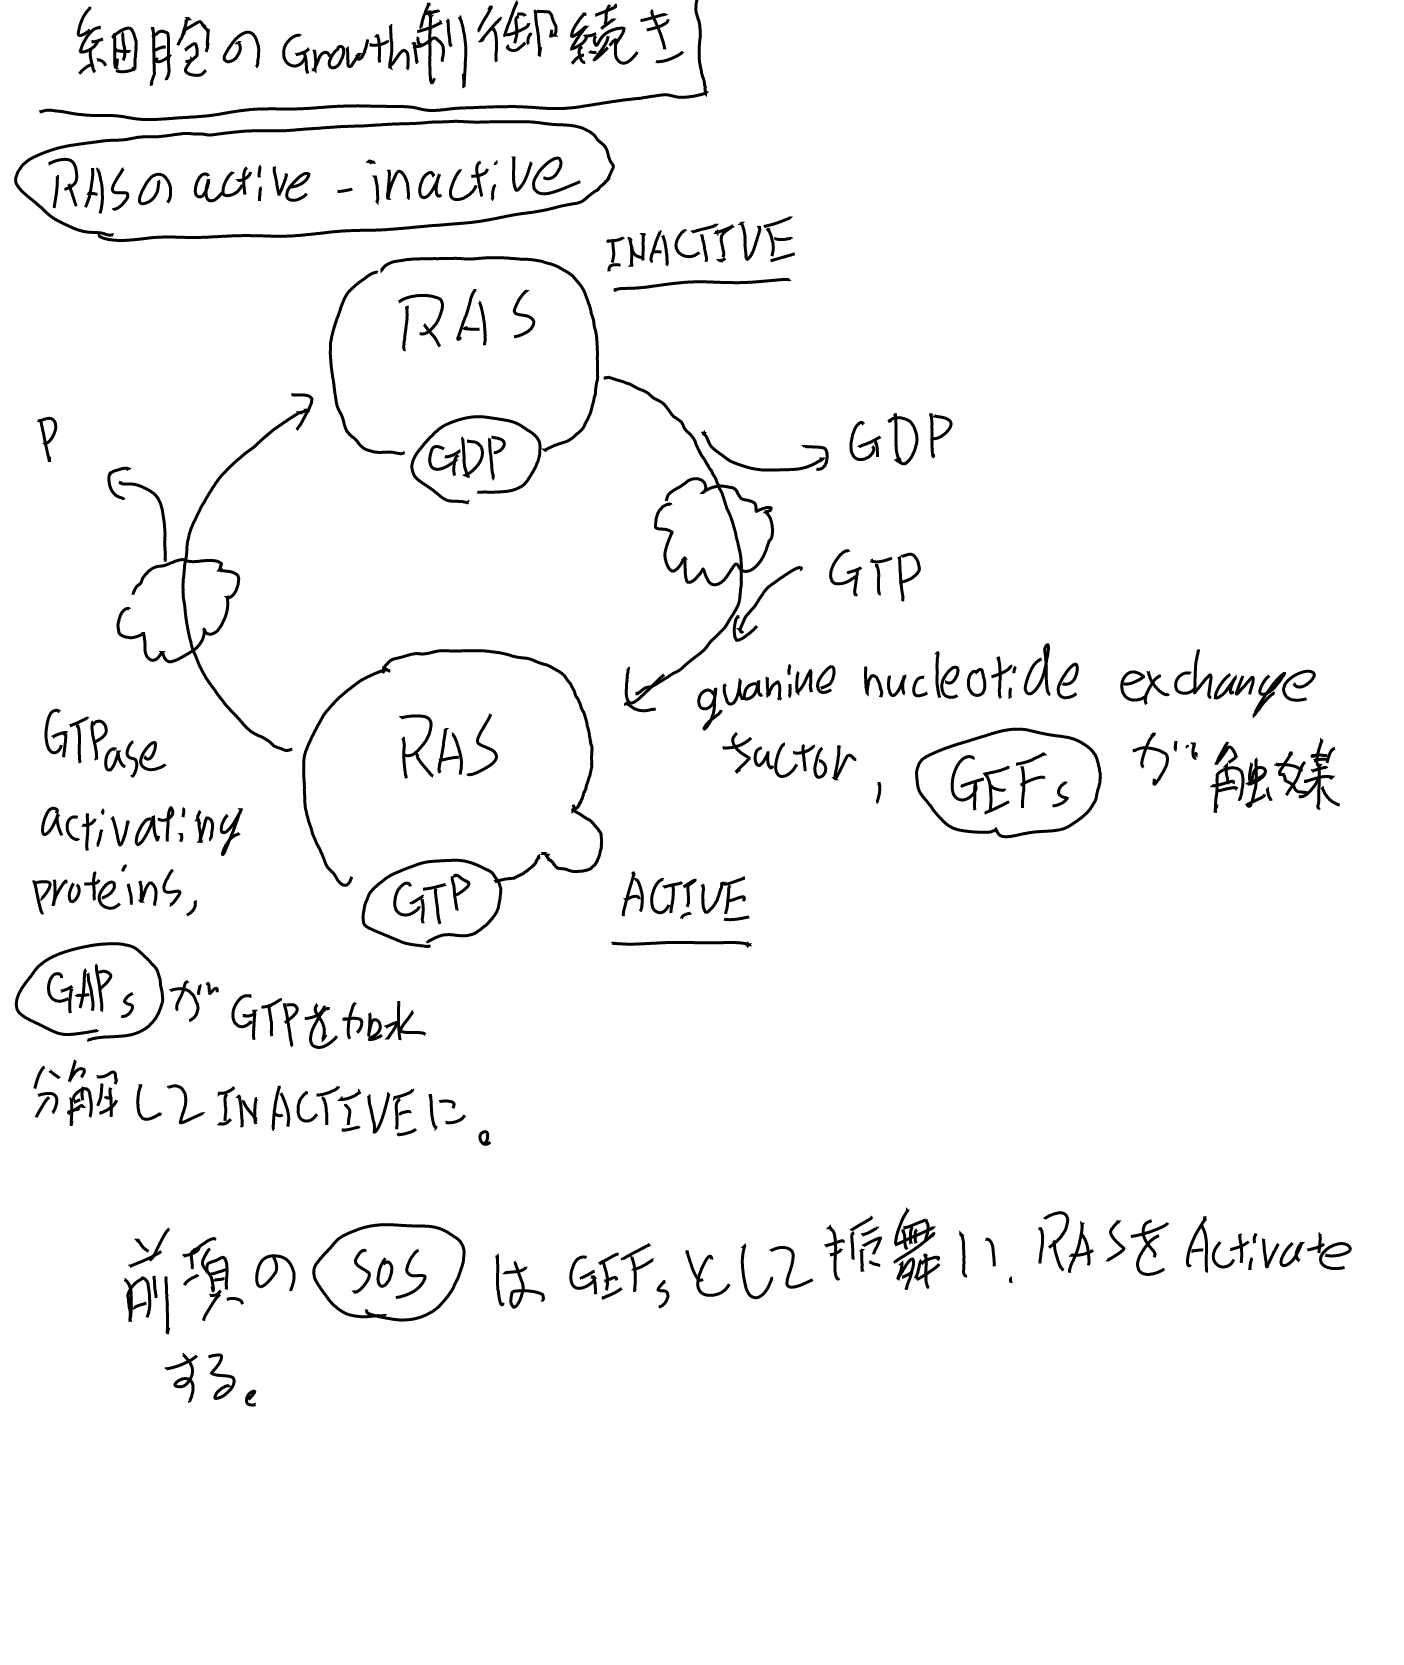 細胞のGrowth制御続き
RASのactive-inactive
INACTIVE
RAS
GDP
P
GDP
GTP
guanine nucleotide exchange
factor, GEFs が触媒
RAS
GTP
ACTIVE
GTPase
activating
proteins,
GAPs が GTPを加水
分解してINACTIVEに。
前項の SOS は GEFsとして振舞い、RASをActivate
する。